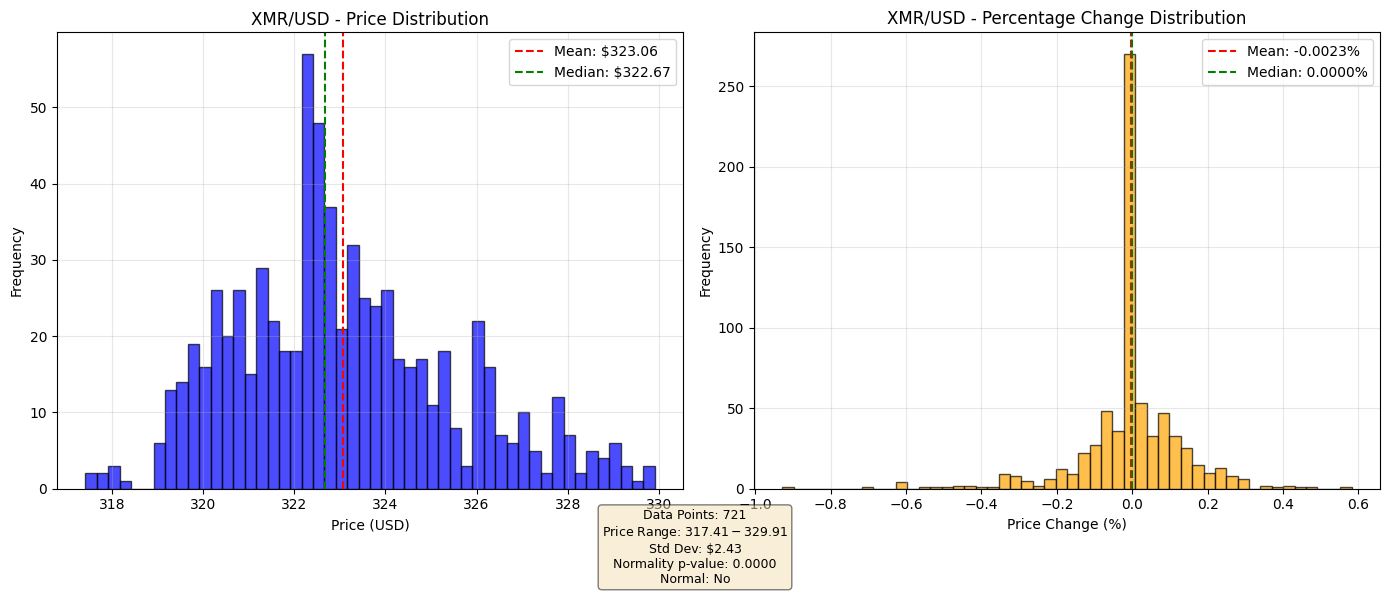 XMR/USD - Price Distribution
Mean: $323.06
Median: $322.67
Frequency
50
40
30
20
10
0
318
320
322
324
326
328
330
Price (USD)
XMR/USD - Percentage Change Distribution
Mean: -0.0023%
Median: 0.0000%
Frequency
250
200
150
100
50
0
−1.0
−0.8
−0.6
−0.4
−0.2
0.0
0.2
0.4
0.6
Price Change (%)
Data Points: 721
Price Range: 317.41 − 329.91
Std Dev: $2.43
Normality p-value: 0.0000
Normal: No